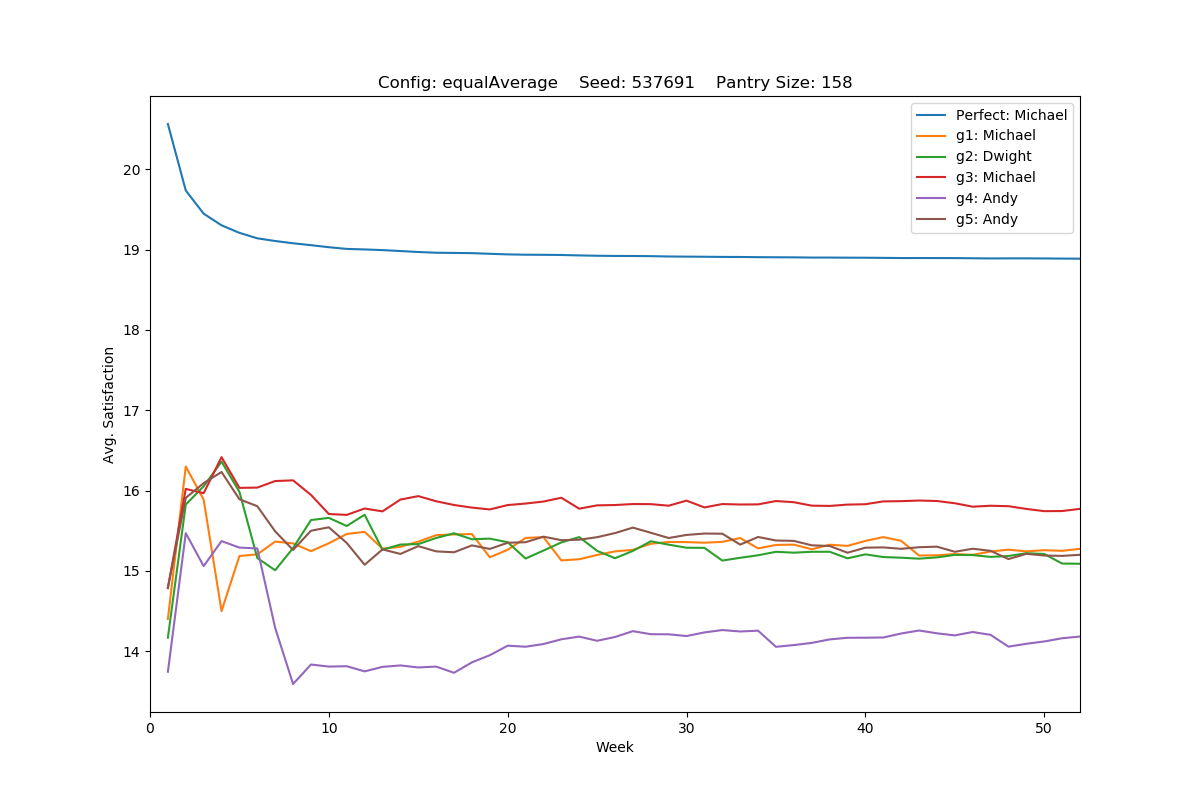 Config: equalAverage    Seed: 537691    Pantry Size: 158
Perfect: Michael
g1: Michael
g2: Dwight
g3: Michael
g4: Andy
g5: Andy
Avg. Satisfaction
20
19
18
17
16
15
14
0 10 20 30 40 50
Week